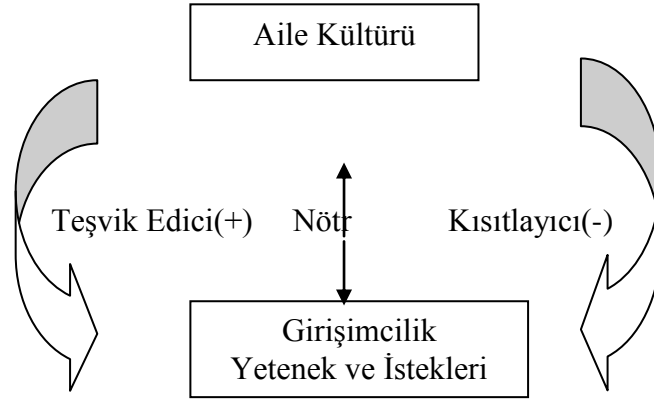 Aile Kültürü
Teşvik Edici(+) Nötr Kısıtlayıcı(-)
Girişimcilik
Yetenek ve İstekleri